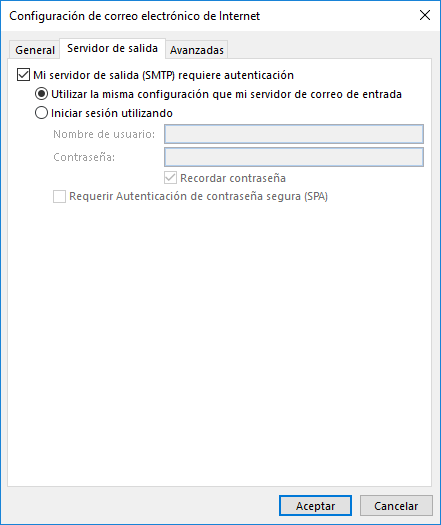 Configuración de correo electrónico de Internet
General Servidor de salida Avanzadas
Mi servidor de salida (SMTP) requiere autenticación
Utilizar la misma configuración que mi servidor de correo de entrada
Iniciar sesión utilizando
Nombre de usuario:
Contraseña:
Recordar contraseña
Requerir Autenticación de contraseña segura (SPA)
Aceptar Cancelar